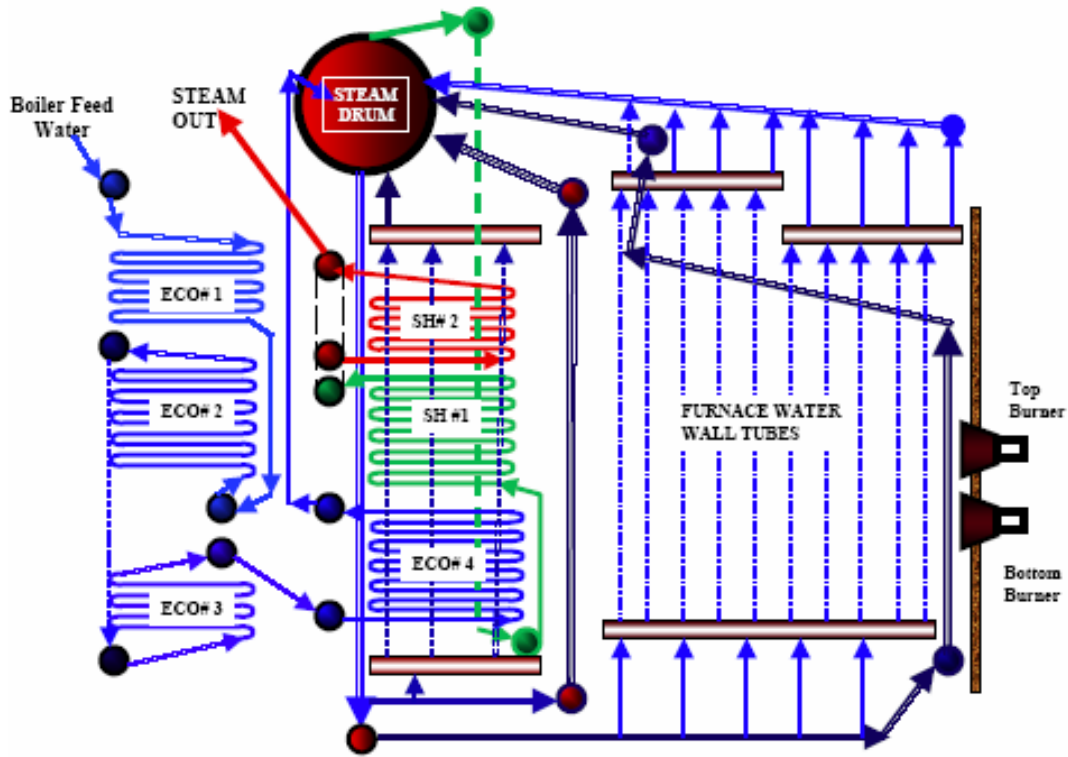 Boiler Feed
Water
STEAM
OUT
STEAM
DRUM
ECO# 1
ECO# 2
ECO# 3
SH# 2
SH #1
ECO# 4
FURNACE WATER
WALL TUBES
Top
Burner
Bottom
Burner